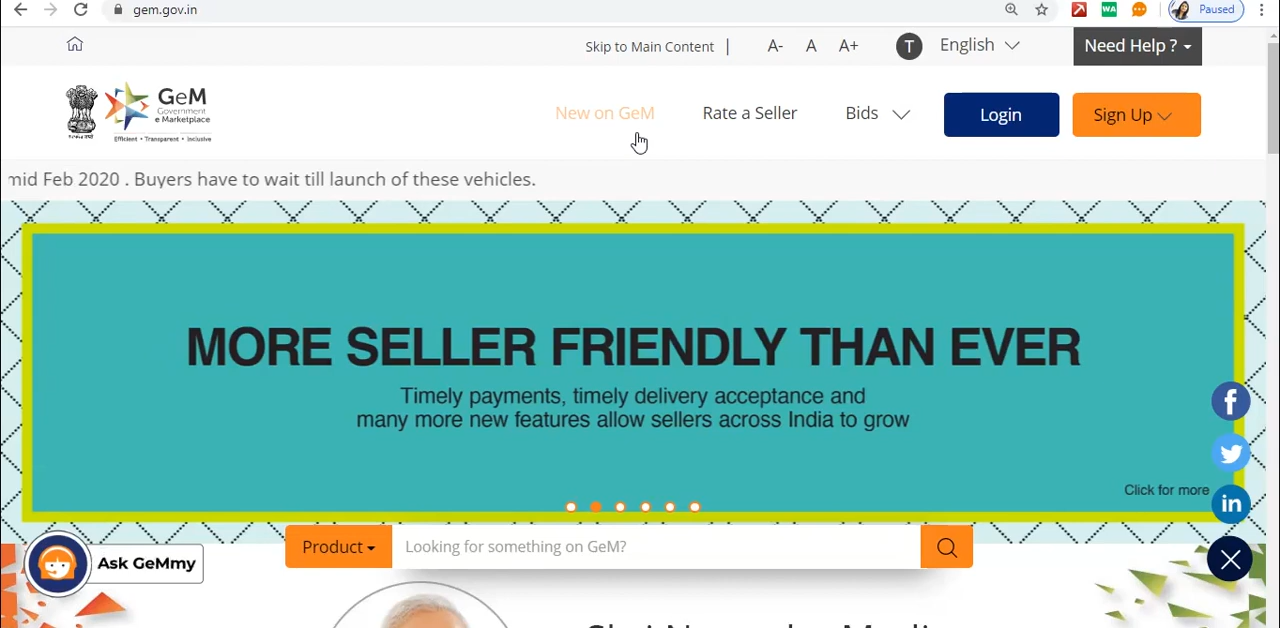 gem.gov.in
Paused
Skip to Main Content |
A- A A+
T
English
Need Help ?
GeM
Government
e Marketplace
Efficient • Transparent • Inclusive
New on GeM
Rate a Seller
Bids
Login
Sign Up
mid Feb 2020 . Buyers have to wait till launch of these vehicles.
MORE SELLER FRIENDLY THAN EVER
Timely payments, timely delivery acceptance and
many more new features allow sellers across India to grow
Click for more
f
in
Product
Looking for something on GeM?
Ask GeMmy
WA